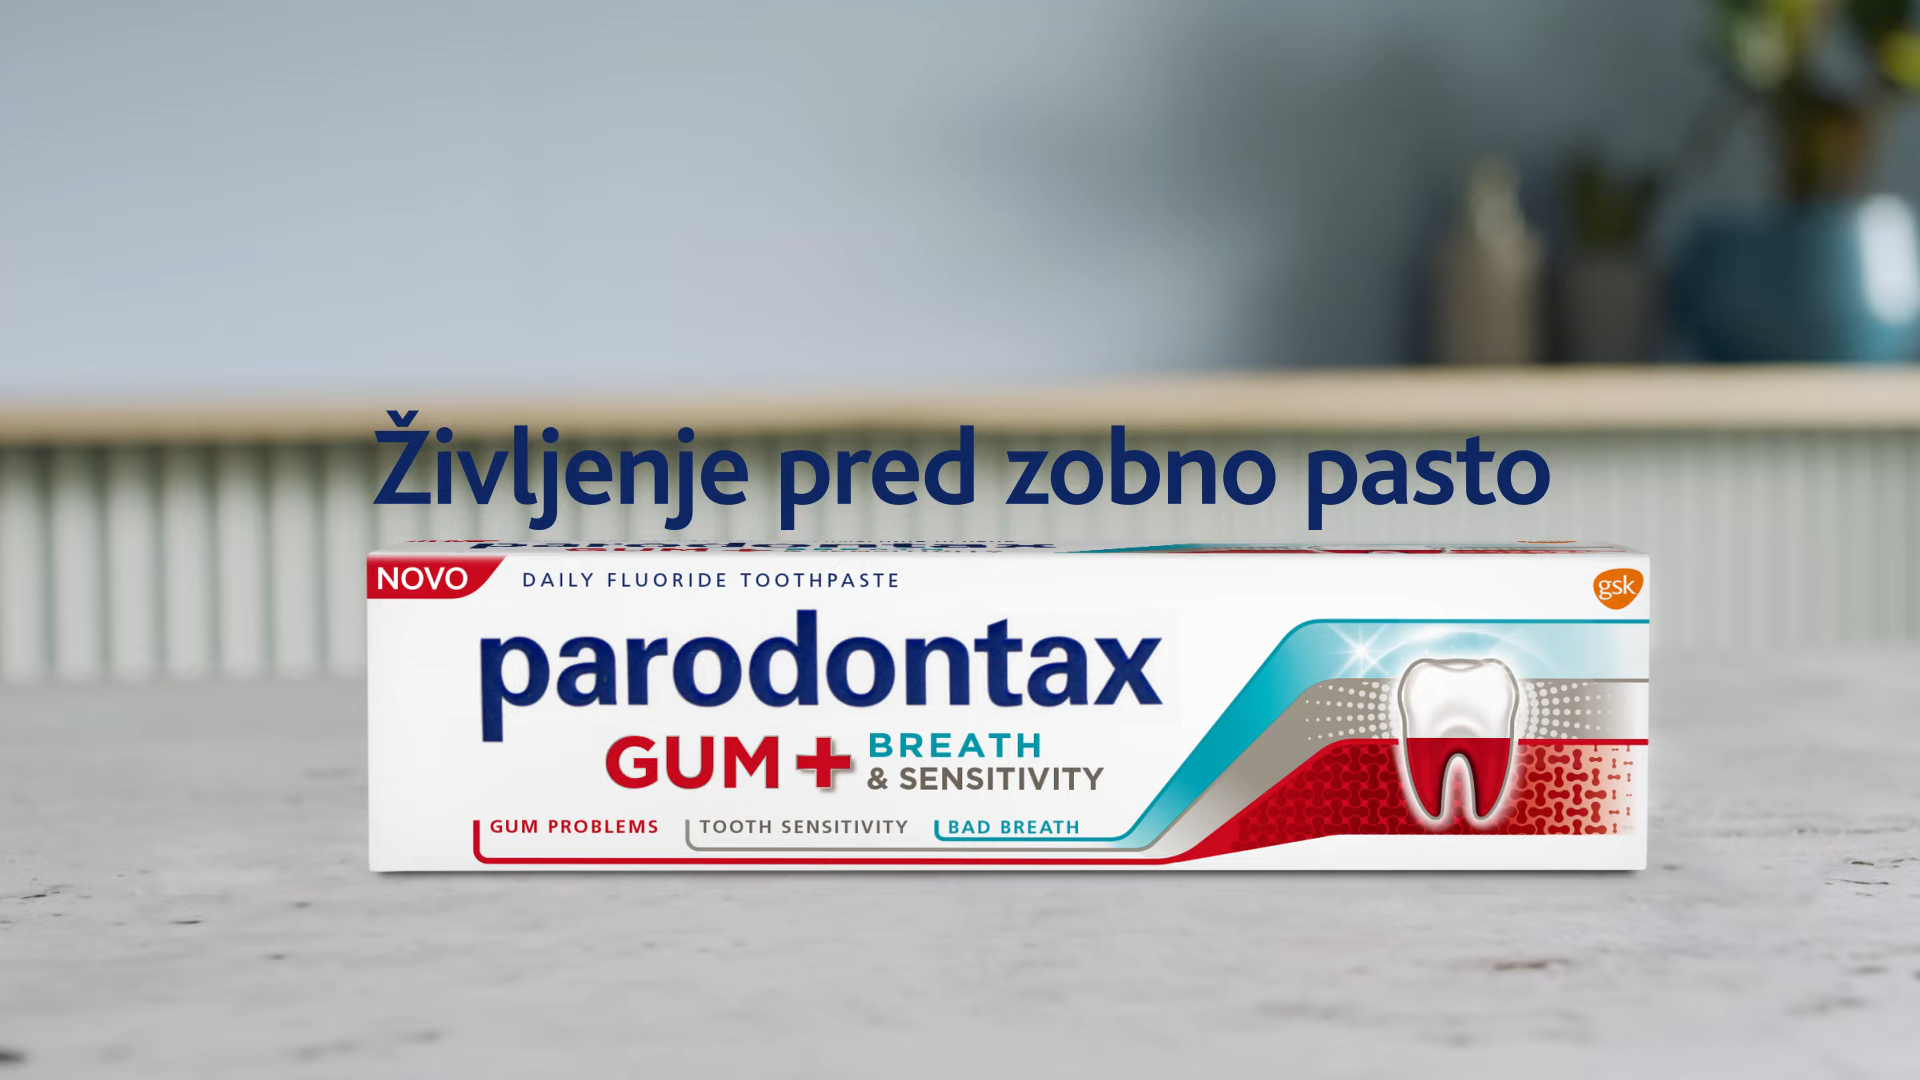 Življenje pred zobno pasto
NOVO
DAILY FLUORIDE TOOTHPASTE
gsk
parodontax
GUM + BREATH
& SENSITIVITY
GUM PROBLEMS
TOOTH SENSITIVITY
BAD BREATH